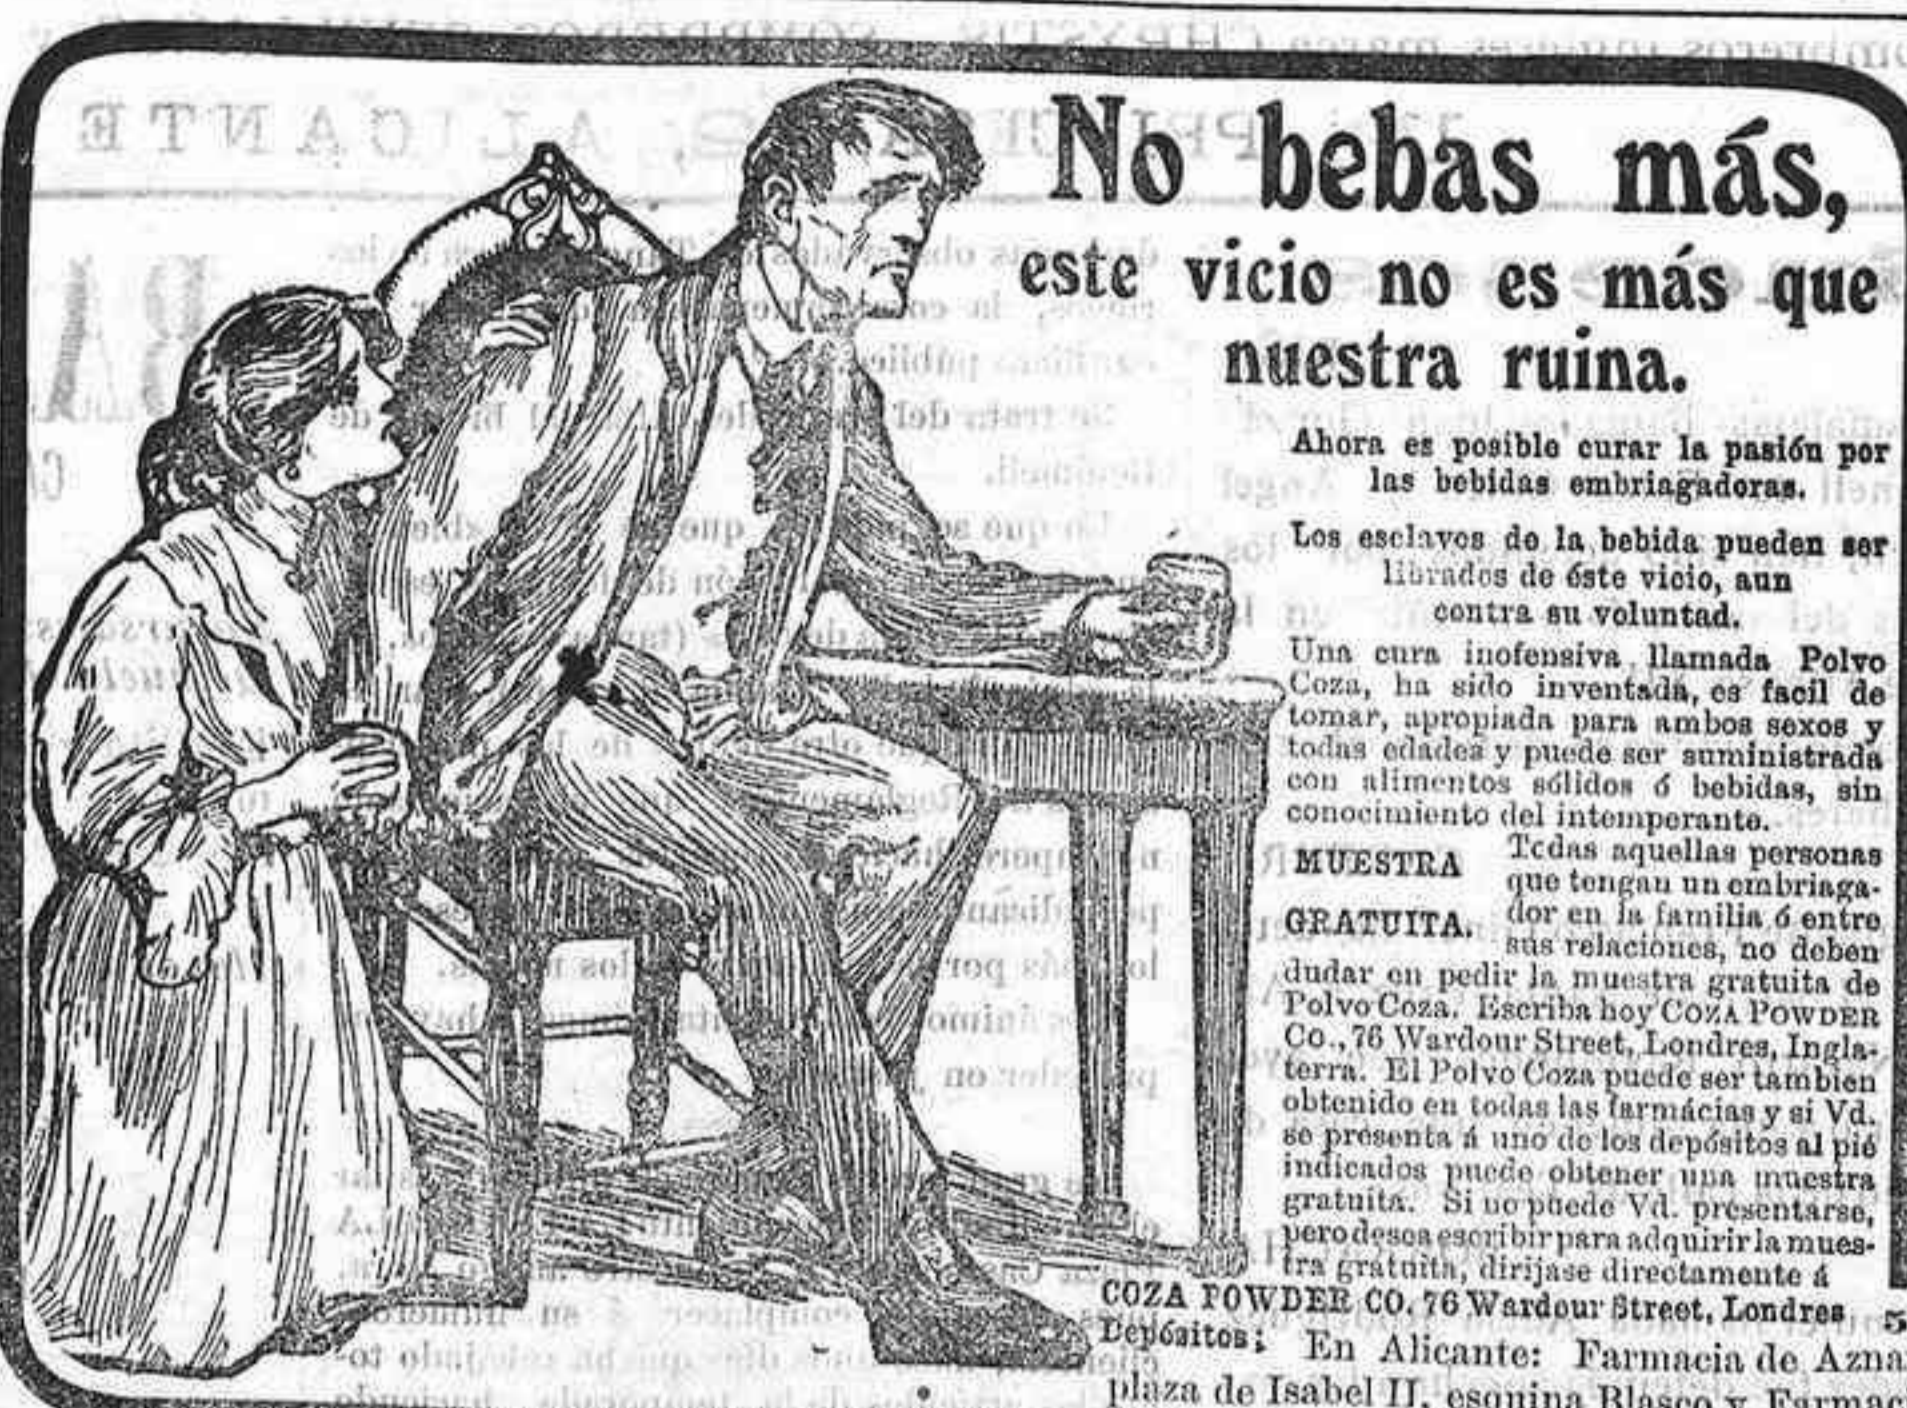 No bebas más,
este vicio no es más que
nuestra ruina.
Ahora es posible curar la pasión por
las bebidas embriagadoras.
Los esclavos de la bebida pueden ser
librados de éste vicio, aun
contra su voluntad.
Una cura inofensiva, llamada Polvo
Coza, ha sido inventada, es facil de
tomar, apropiada para ambos sexos y
todas edades y puede ser suministrada
con alimentos sólidos ó bebidas, sin
conocimiento del intemperante.
MUESTRA
GRATUITA.
Todas aquellas personas
que tengan un embriaga-
dor en la familia ó entre
sus relaciones, no deben
dudar en pedir la muestra gratuita de
Polvo Coza. Escriba hoy COZA POWDER
Co., 76 Wardour Street, Londres, Ingla-
terra. El Polvo Coza puede ser tambien
obtenido en todas las farmácias y si Vd.
se presenta á uno de los depósitos al pié
indicados puede obtener una muestra
gratuita. Si no puede Vd. presentarse,
pero desea escribir para adquirir la mues-
tra gratuita, dirijase directamente á
COZA POWDER CO. 76 Wardour Street, Londres 5
Depósitos: En Alicante: Farmacia de Azna
plaza de Isabel II, esquina Blasco y Farmac